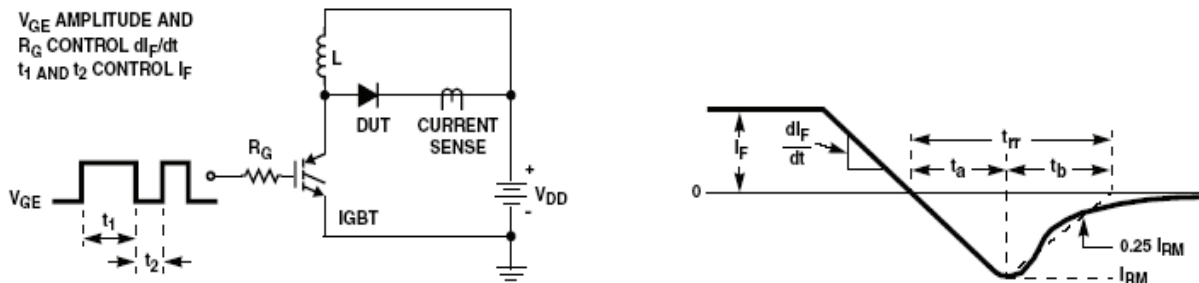 VGE AMPLITUDE AND
RG CONTROL dIF/dt
t1 AND t2 CONTROL IF
L
DUT
CURRENT
SENSE
RG
VGE
t1
t2
IGBT
+
VDD
-
IF
dIF
dt
trr
ta
tb
0
0.25 IRM
IRM